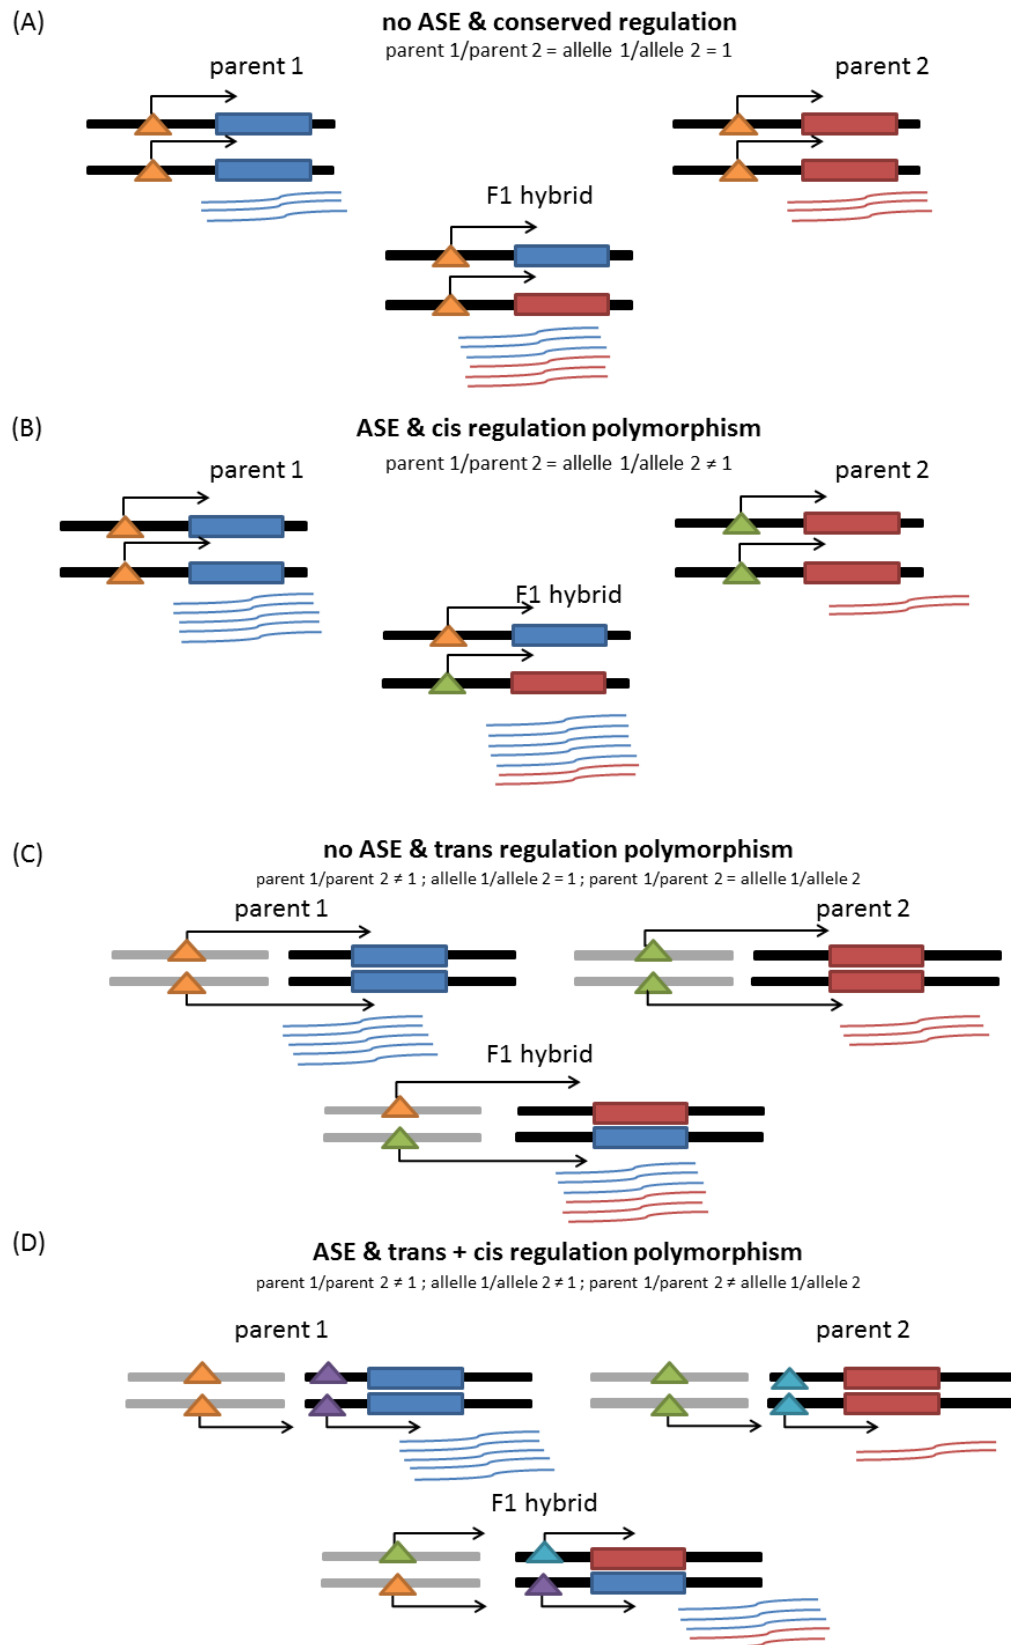 (A)
no ASE & conserved regulation
parent 1/parent 2 = allelle 1/allele 2 = 1
parent 1
parent 2
F1 hybrid
(B)
ASE & cis regulation polymorphism
parent 1/parent 2 = allelle 1/allele 2 ≠ 1
parent 1
parent 2
F1 hybrid
(C)
no ASE & trans regulation polymorphism
parent 1/parent 2 ≠ 1 ; allelle 1/allele 2 = 1 ; parent 1/parent 2 = allelle 1/allele 2
parent 1
parent 2
F1 hybrid
(D)
ASE & trans + cis regulation polymorphism
parent 1/parent 2 ≠ 1 ; allelle 1/allele 2 ≠ 1 ; parent 1/parent 2 ≠ allelle 1/allele 2
parent 1
parent 2
F1 hybrid